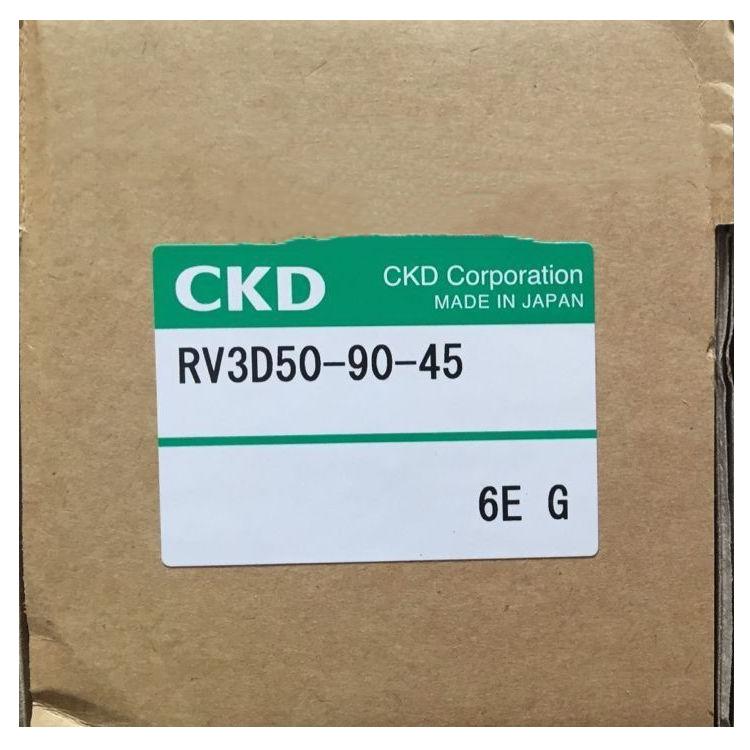 CKD
CKD Corporation
MADE IN JAPAN
RV3D50-90-45
6E G